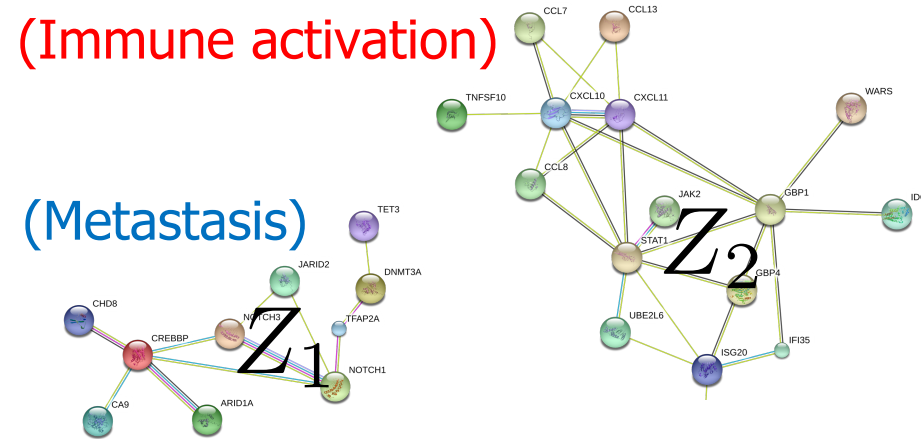 (Immune activation)
CCL7
CCL13
CXCL10
CXCL11
TNFSF10
WARS
CCL8
JAK2
GBP1
STAT1
Z2
GBP4
UBE2L6
IFI35
ISG20
(Metastasis)
TET3
JARID2
DNMT3A
CHD8
NOTCH3
TFAP2A
Z1
CREBBP
NOTCH1
CA9
ARID1A